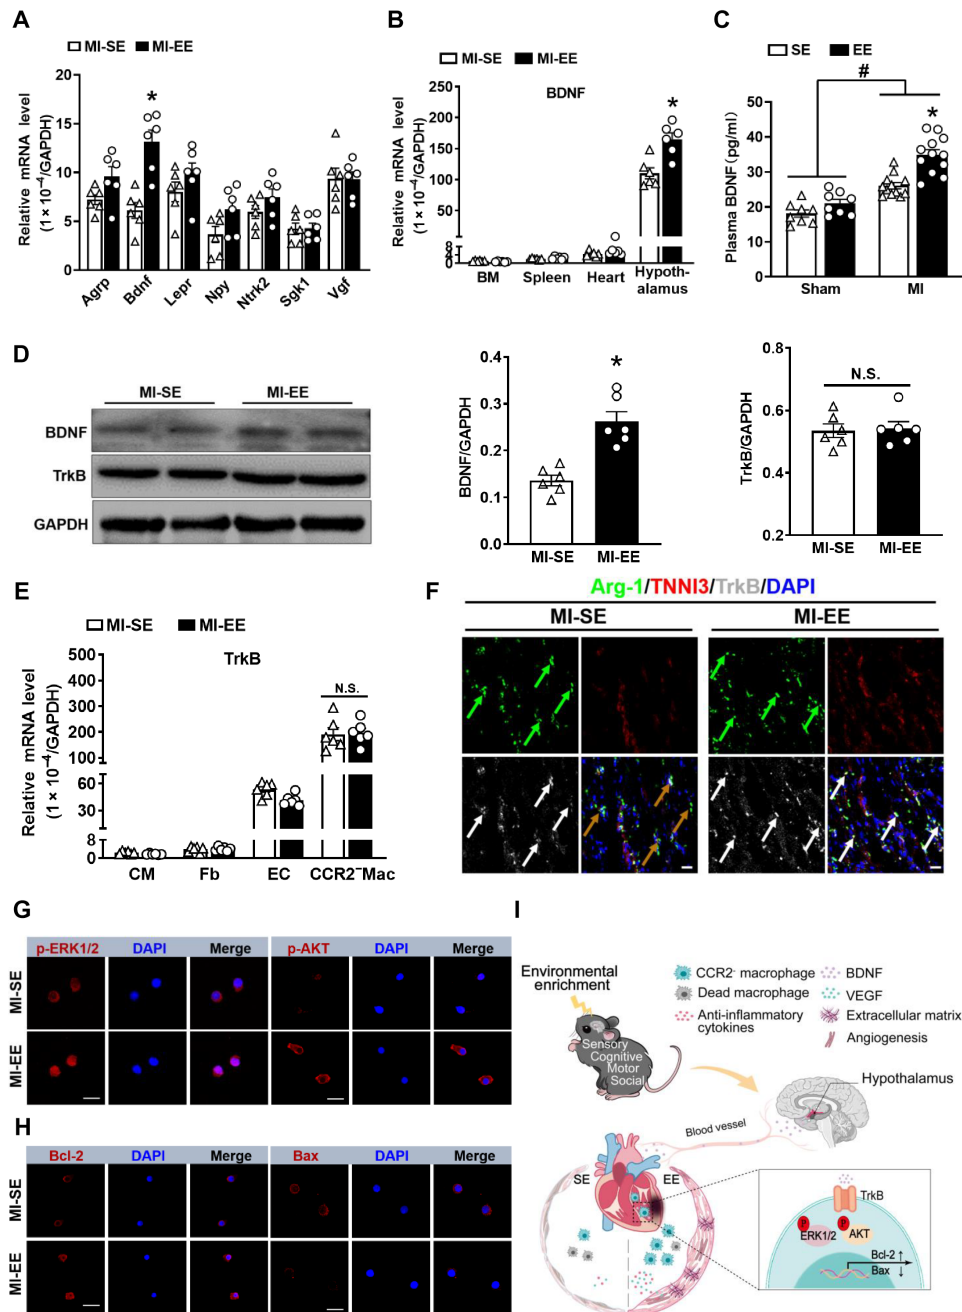 A
MI-SE MI-EE
Relative mRNA level
(1 × 10⁻⁴/GAPDH)
20
15
10
5
0
*
Agrp Bdnf Lepr Npy Ntrk2 Sgk1 Vgf
B
MI-SE MI-EE
BDNF
Relative mRNA level
(1 × 10⁻⁴/GAPDH)
250
200
150
100
50
8
4
0
*
BM Spleen Heart Hypoth-
alamus
C
SE EE
#
Plasma BDNF (pg/ml)
50
40
30
20
10
0
*
Sham MI
D
MI-SE MI-EE
BDNF
TrkB
GAPDH
BDNF/GAPDH
0.4
0.3
0.2
0.1
0.0
*
MI-SE MI-EE
TrkB/GAPDH
0.8
0.6
0.4
0.2
N.S.
MI-SE MI-EE
E
MI-SE MI-EE
TrkB
Relative mRNA level
(1 × 10⁻⁴/GAPDH)
500
400
300
200
100
60
30
8
0
N.S.
CM Fb EC CCR2⁻Mac
F
Arg-1/TNNI3/TrkB/DAPI
MI-SE MI-EE
G
p-ERK1/2 DAPI Merge p-AKT DAPI Merge
MI-SE
MI-EE
H
Bcl-2 DAPI Merge Bax DAPI Merge
MI-SE
MI-EE
I
Environmental
enrichment
Sensory
Cognitive
Motor
Social
CCR2⁻ macrophage
Dead macrophage
Anti-inflammatory
cytokines
BDNF
VEGF
Extracellular matrix
Angiogenesis
Hypothalamus
Blood vessel
SE EE
TrkB
P P
ERK1/2 AKT
Bcl-2 ↑
Bax ↓